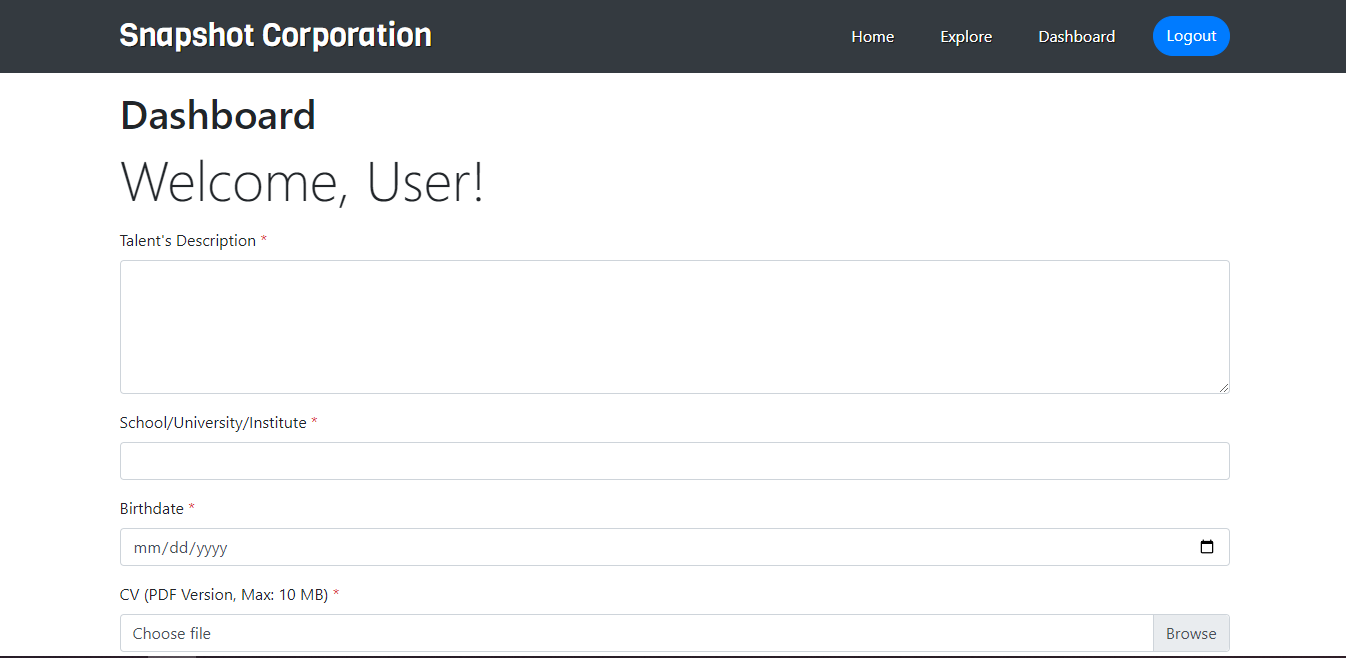 Snapshot Corporation Home Explore Dashboard Logout
Dashboard
Welcome, User!
Talent's Description *
School/University/Institute *
Birthdate *
mm/dd/yyyy
CV (PDF Version, Max: 10 MB) *
Choose file Browse